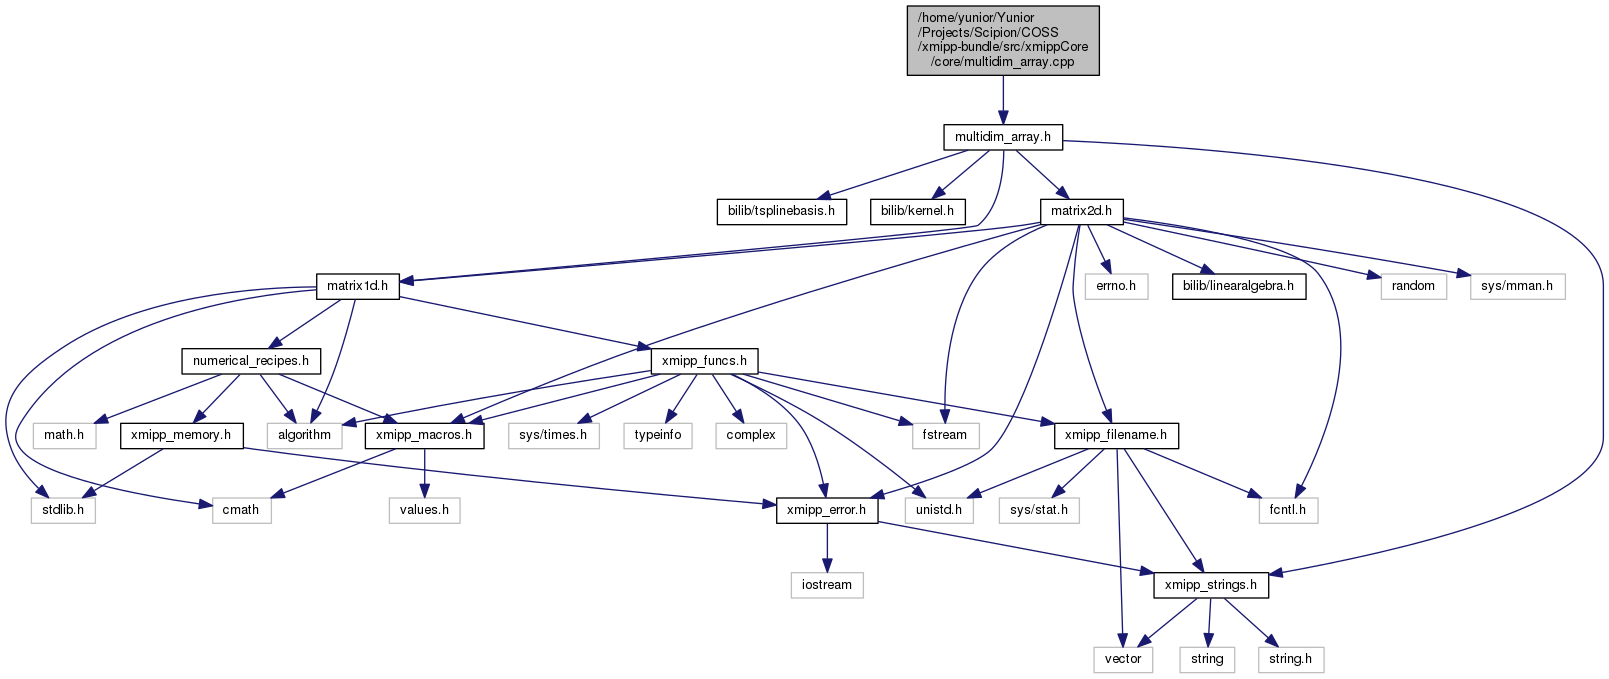 /home/yunior/Yunior
/Projects/Scipion/COSS
/xmipp-bundle/src/xmippCore
/core/multidim_array.cpp
multidim_array.h
bilib/tsplinebasis.h
bilib/kernel.h
matrix2d.h
matrix1d.h
errno.h
bilib/linearalgebra.h
random
sys/mman.h
numerical_recipes.h
xmipp_funcs.h
math.h
xmipp_memory.h
algorithm
xmipp_macros.h
sys/times.h
typeinfo
complex
fstream
xmipp_filename.h
stdlib.h
cmath
values.h
xmipp_error.h
unistd.h
sys/stat.h
fcntl.h
iostream
xmipp_strings.h
vector
string
string.h